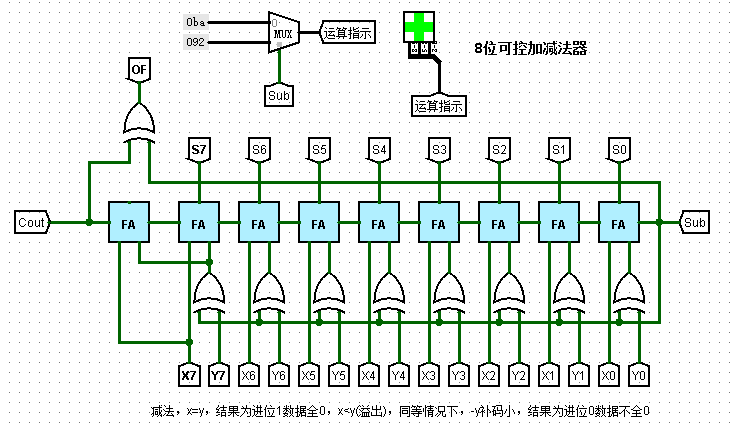 0ba
0
MUX
运算指示
092
Sub
8位可控加减法器
运算指示
OF
S7 S6 S5 S4 S3 S2 S1 S0
Cout FA FA FA FA FA FA FA FA FA Sub
X7 Y7 X6 Y6 X5 Y5 X4 Y4 X3 Y3 X2 Y2 X1 Y1 X0 Y0
减法，x=y，结果为进位1数据全0，x<y(溢出)，同等情况下，-y补码小，结果为进位0数据不全0